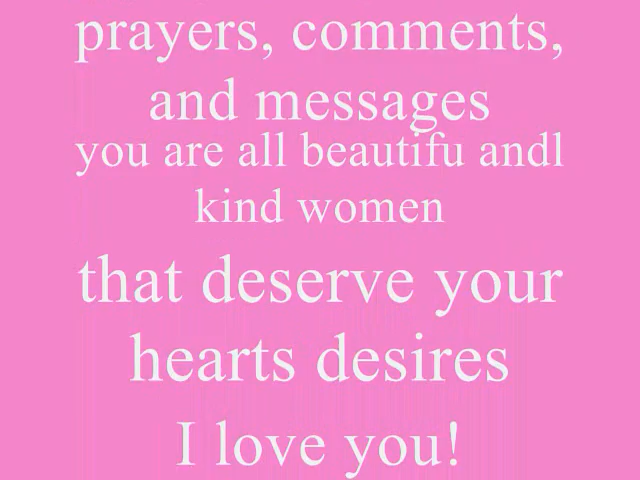 prayers, comments,
and messages
you are all beautifu andl
kind women
that deserve your
hearts desires
I love you!